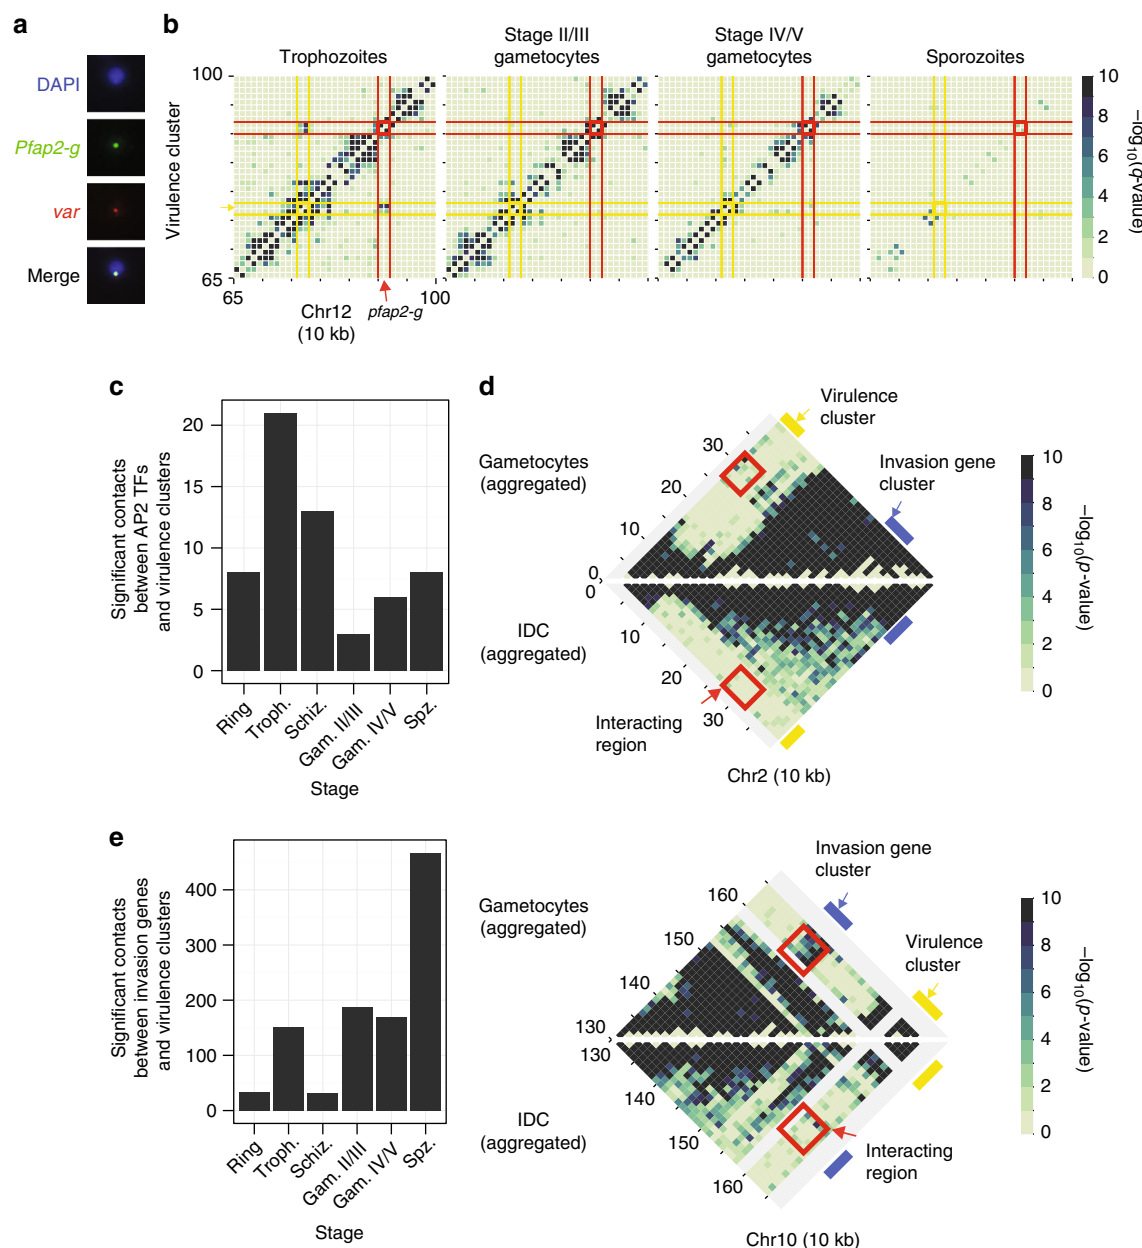 a
DAPI
Pfap2-g
var
Merge
b
Trophozoites
Stage II/III
gametocytes
Stage IV/V
gametocytes
Sporozoites
Virulence cluster
100
65
65
100
Chr12
(10 kb)
pfap2-g
10
8
6
4
2
0
–log10(q-value)
c
Significant contacts
between AP2 TFs
and virulence clusters
20
15
10
5
0
Ring
Troph.
Schiz.
Gam. II/III
Gam. IV/V
Spz.
Stage
d
Gametocytes
(aggregated)
IDC
(aggregated)
Virulence
cluster
Invasion gene
cluster
30
20
10
0
0
10
20
30
Interacting
region
Chr2 (10 kb)
10
8
6
4
2
0
–log10(p-value)
e
Significant contacts
between invasion genes
and virulence clusters
400
300
200
100
0
Ring
Troph.
Schiz.
Gam. II/III
Gam. IV/V
Spz.
Stage
Gametocytes
(aggregated)
IDC
(aggregated)
Invasion gene
cluster
Virulence
cluster
160
150
140
130
130
140
150
160
Interacting
region
Chr10 (10 kb)
10
8
6
4
2
0
–log10(p-value)